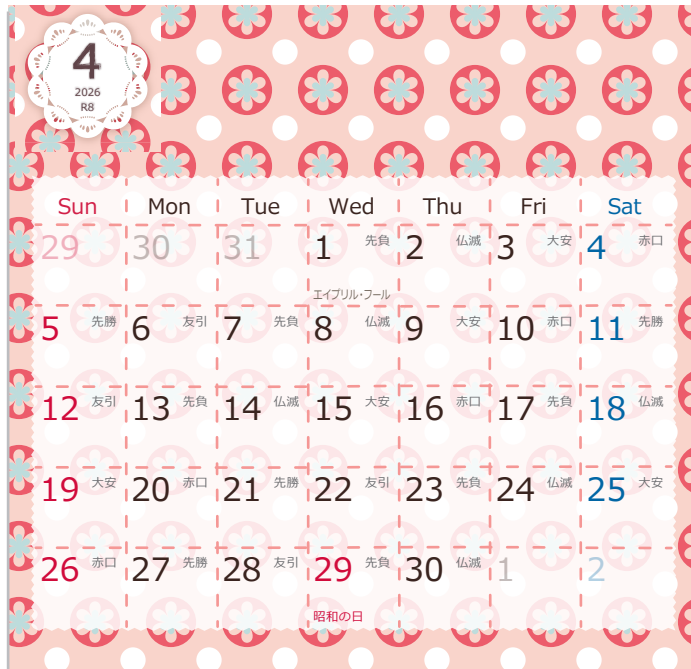 4
2026
R8
Sun Mon Tue Wed Thu Fri Sat
29 30 31 1 先負 2 仏滅 3 大安 4 赤口
エイプリル・フール
5 先勝 6 友引 7 先負 8 仏滅 9 大安 10 赤口 11 先勝
12 友引 13 先負 14 仏滅 15 大安 16 赤口 17 先負 18 仏滅
19 大安 20 赤口 21 先勝 22 友引 23 先負 24 仏滅 25 大安
26 赤口 27 先勝 28 友引 29 先負 30 仏滅 1 2
昭和の日